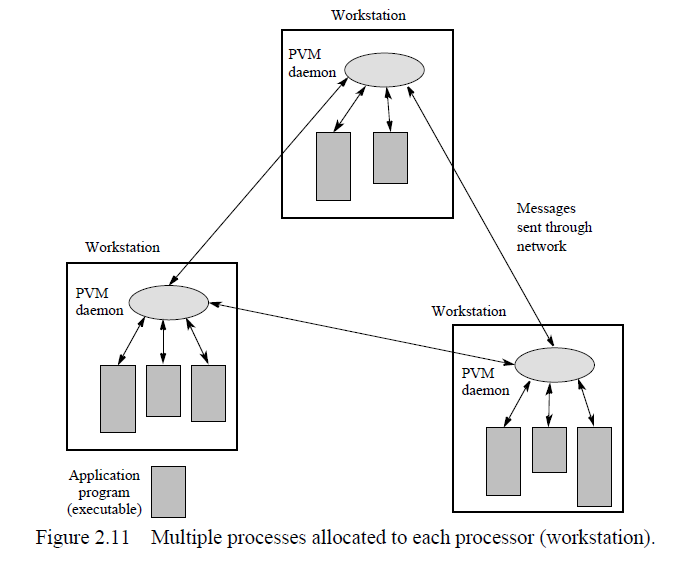 Workstation
PVM
daemon
Messages
sent through
network
Workstation
PVM
daemon
Workstation
PVM
daemon
Application
program
(executable)
Figure 2.11 Multiple processes allocated to each processor (workstation).